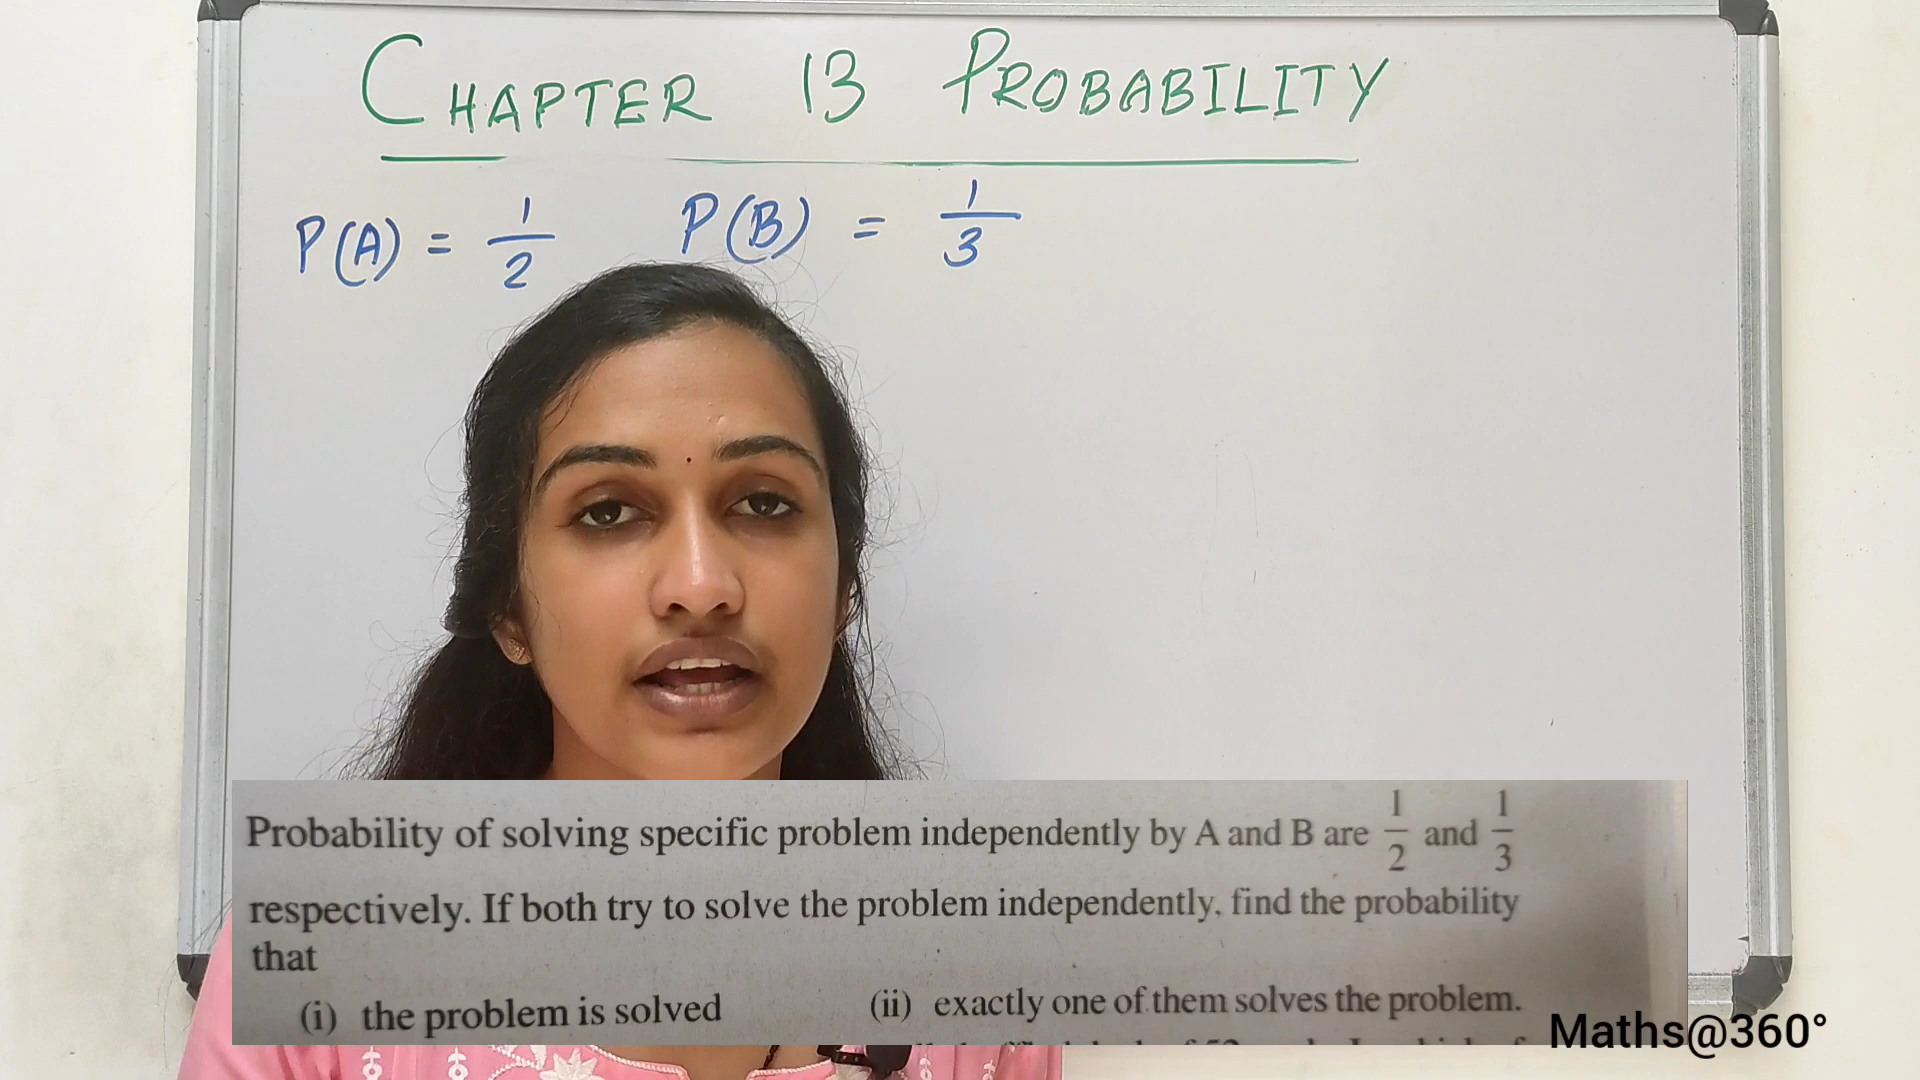 CHAPTER 13 PROBABILITY
P(A) = 1/2 P(B) = 1/3
Probability of solving specific problem independently by A and B are 1/2 and 1/3
respectively. If both try to solve the problem independently, find the probability
that
(i) the problem is solved (ii) exactly one of them solves the problem.
Maths@360°